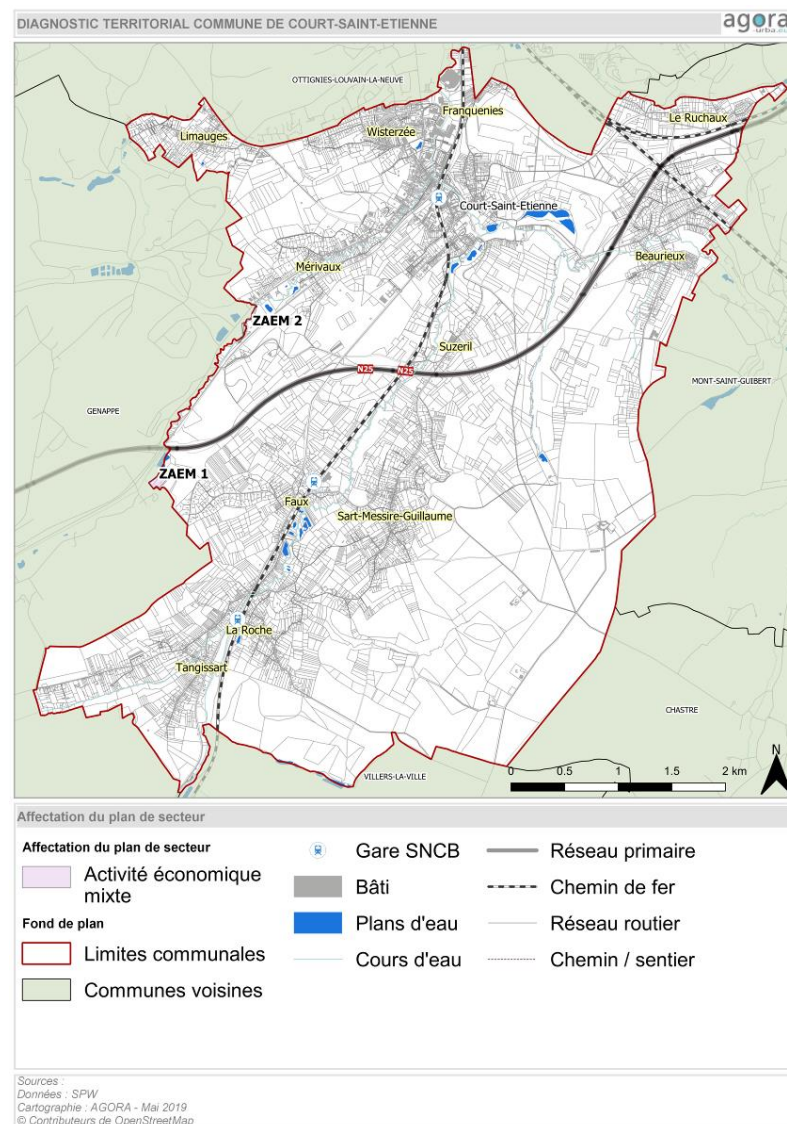 DIAGNOSTIC TERRITORIAL COMMUNE DE COURT-SAINT-ETIENNE
agora
-urba.eu
OTTIGNIES-LOUVAIN-LA-NEUVE
Franquenies
Le Ruchaux
Limauges
Wisterzée
Court-Saint-Etienne
Beaurieux
Mérivaux
ZAEM 2
Suzeril
N25
N25
MONT-SAINT-GUIBERT
GENAPPE
ZAEM 1
Faux
Sart-Messire-Guillaume
La Roche
Tangissart
CHASTRE
VILLERS-LA-VILLE
N
0 0.5 1 1.5 2 km
Affectation du plan de secteur
Affectation du plan de secteur
Activité économique
mixte
Fond de plan
Limites communales
Communes voisines
Gare SNCB
Bâti
Plans d'eau
Cours d'eau
Réseau primaire
Chemin de fer
Réseau routier
Chemin / sentier
Sources :
Données : SPW
Cartographie : AGORA - Mai 2019
© Contributeurs de OpenStreetMap